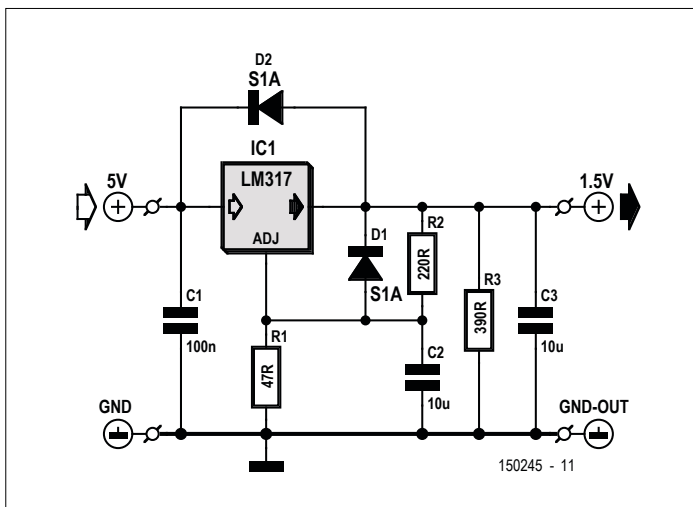 D2
S1A
IC1
5V
LM317
1.5V
ADJ
D1
S1A
R2
220R
R3
390R
C3
10u
C1
100n
R1
47R
C2
10u
GND
GND-OUT
150245 - 11